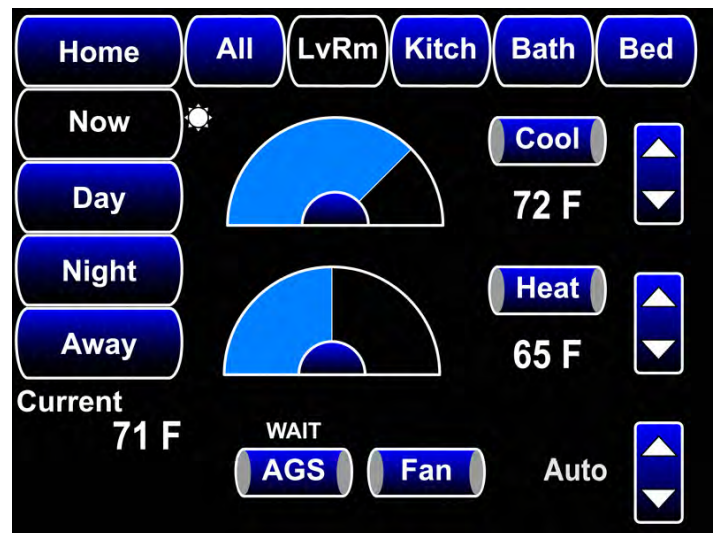 Home All LvRm Kitch Bath Bed
Now
Cool
Day
72 F
Night
Heat
Away
65 F
Current
71 F
WAIT
AGS Fan Auto